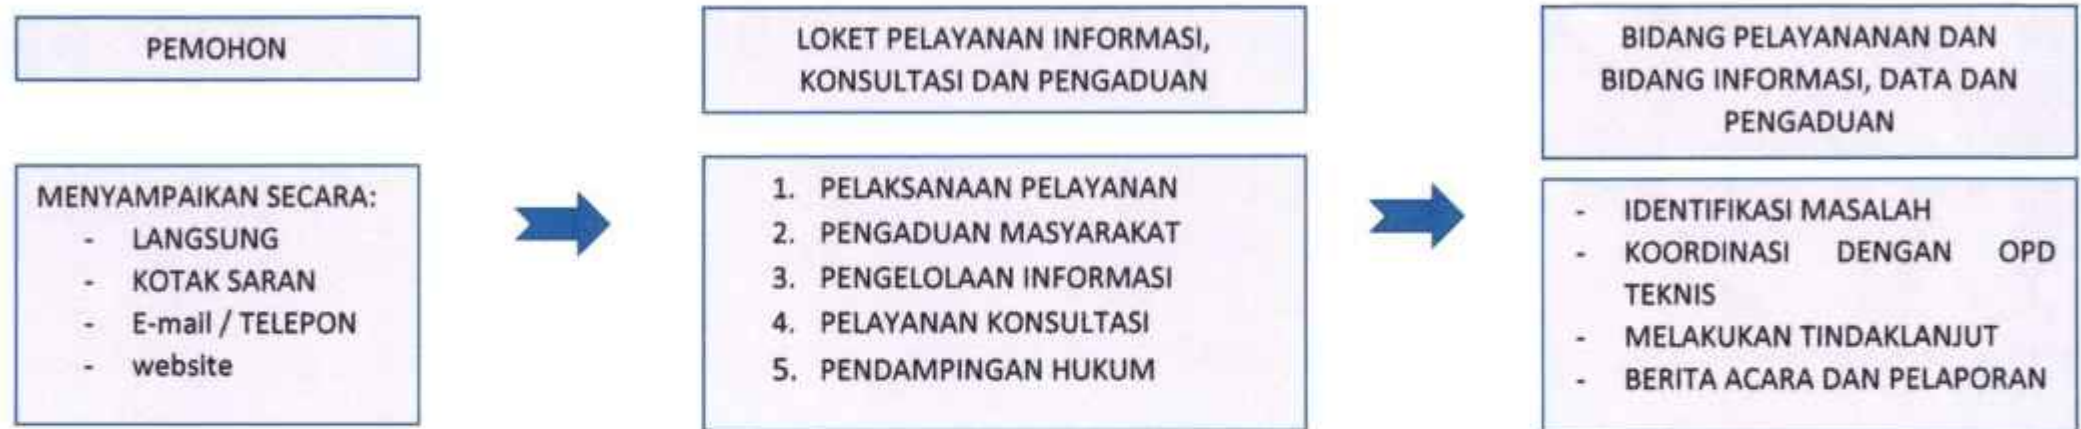 PEMOHON
MENYAMPAIKAN SECARA:
- LANGSUNG
- KOTAK SARAN
- E-mail / TELEPON
- website
LOKET PELAYANAN INFORMASI,
KONSULTASI DAN PENGADUAN
1. PELAKSANAAN PELAYANAN
2. PENGADUAN MASYARAKAT
3. PENGELOLAAN INFORMASI
4. PELAYANAN KONSULTASI
5. PENDAMPINGAN HUKUM
BIDANG PELAYANANAN DAN
BIDANG INFORMASI, DATA DAN
PENGADUAN
- IDENTIFIKASI MASALAH
- KOORDINASI DENGAN OPD
TEKNIS
- MELAKUKAN TINDAKLANJUT
- BERITA ACARA DAN PELAPORAN